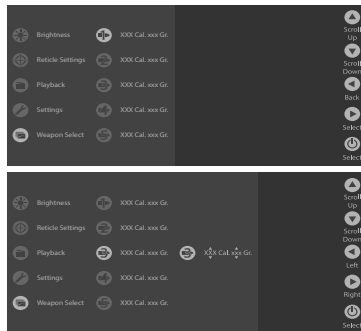 Brightness XXX Cal. xxx Gr.
Reticle Settings XXX Cal. xxx Gr.
Playback XXX Cal. xxx Gr.
Settings XXX Cal. xxx Gr.
Weapon Select XXX Cal. xxx Gr.
Scroll
Up
Scroll
Down
Back
Select
Select
Brightness XXX Cal. xxx Gr.
Reticle Settings XXX Cal. xxx Gr.
Playback XXX Cal. xxx Gr. XXX Cal. xxx Gr.
Settings XXX Cal. xxx Gr.
Weapon Select XXX Cal. xxx Gr.
Scroll
Up
Scroll
Down
Left
Right
Select